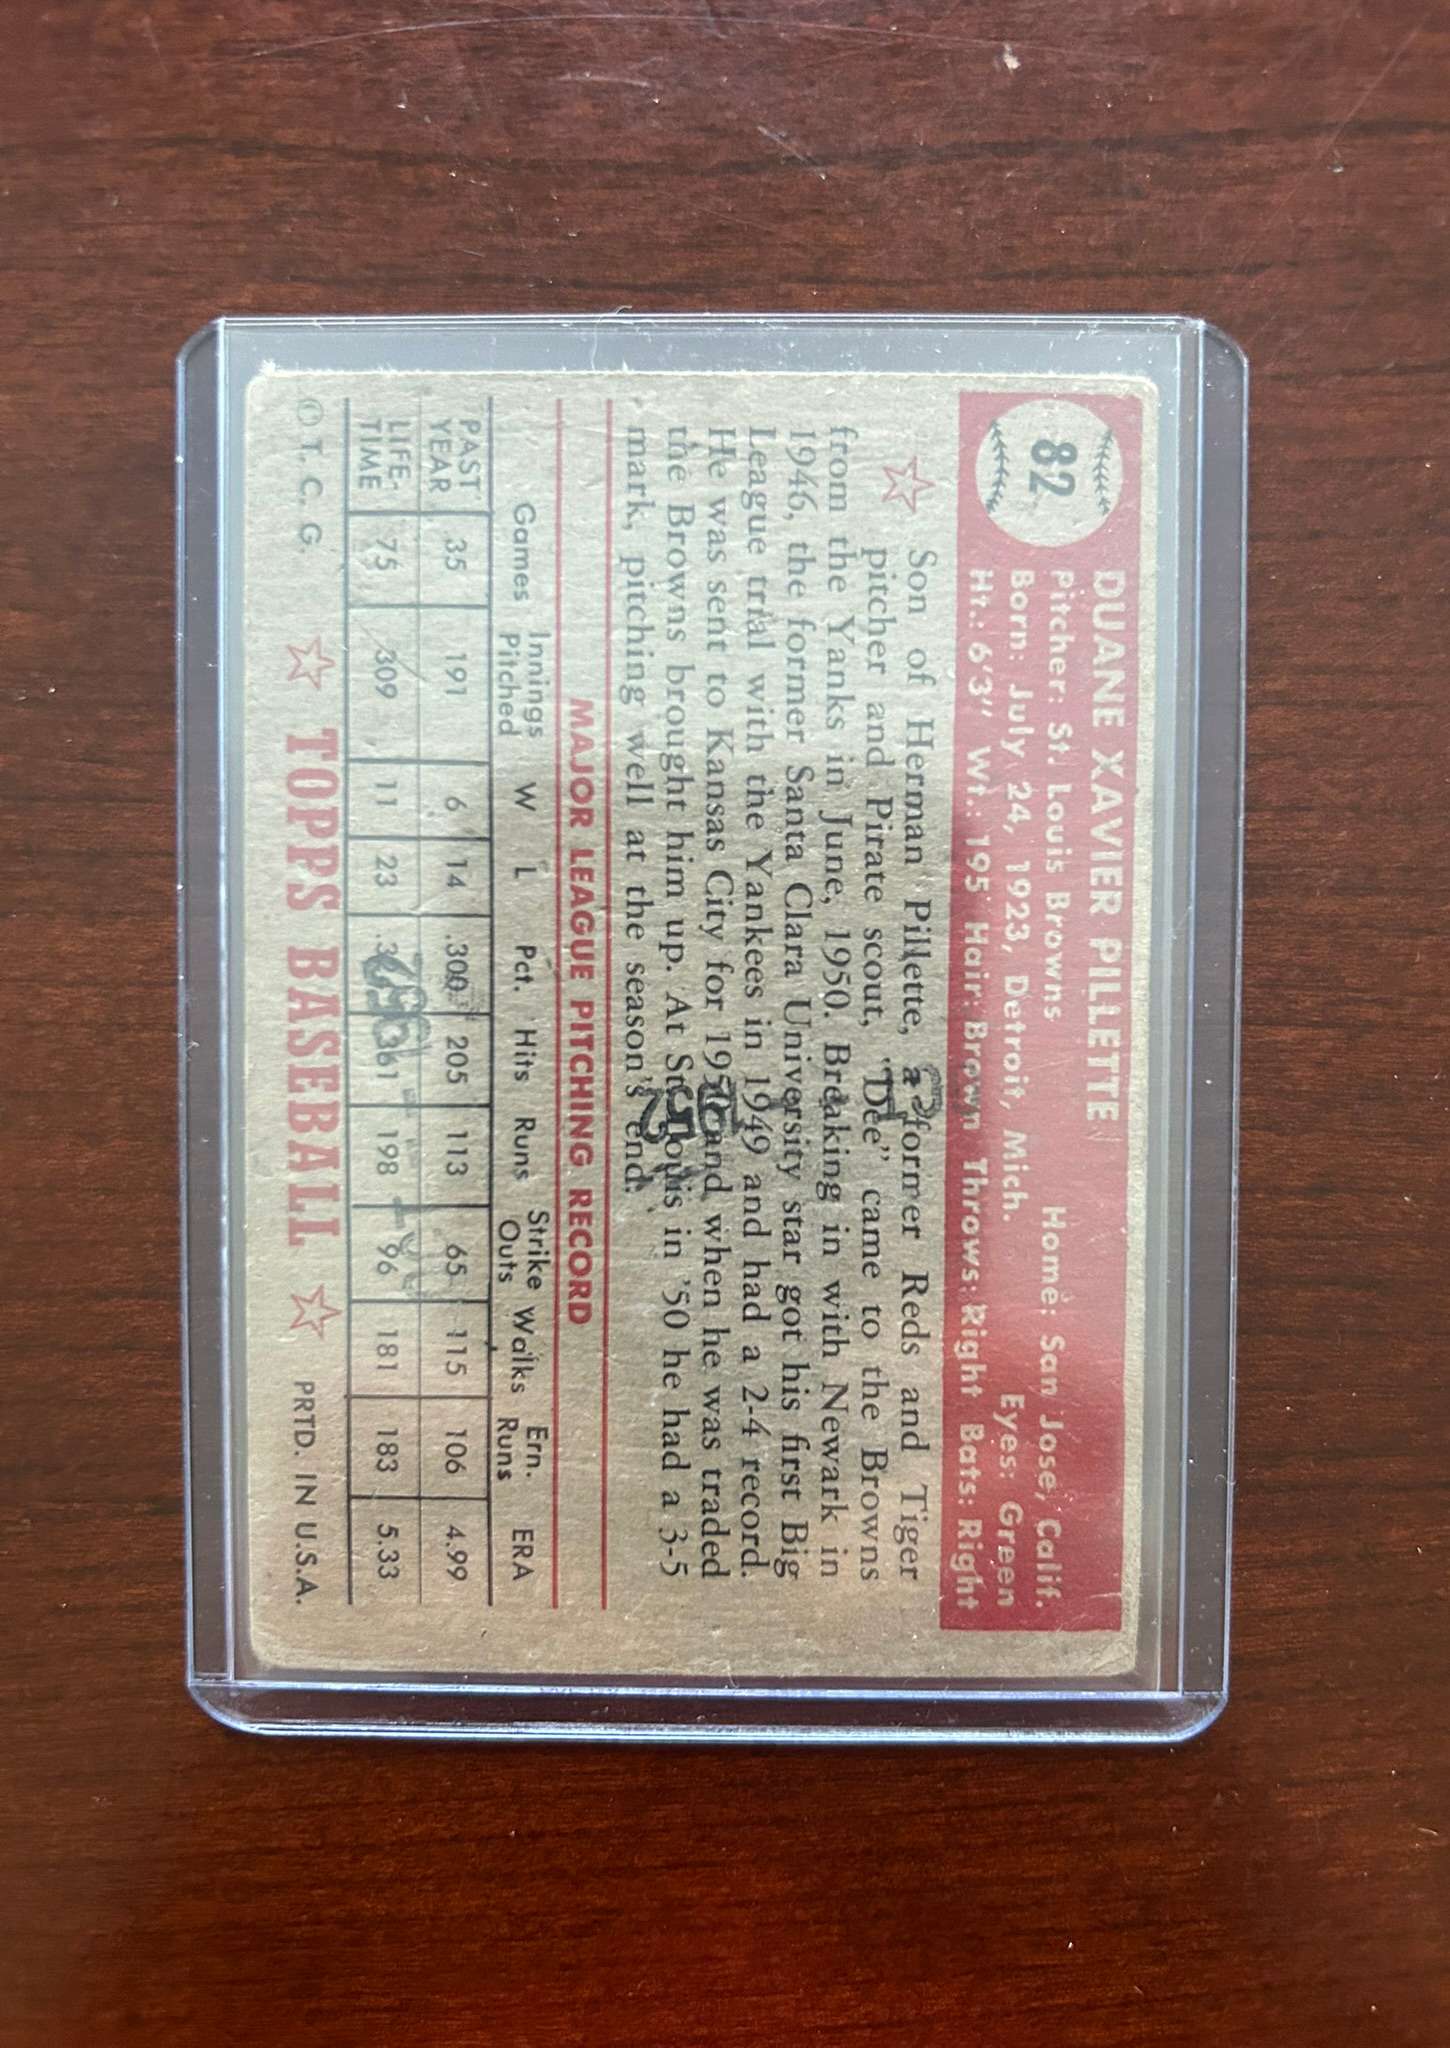 82
DUANE XAVIER PILLETTE
Pitcher: St. Louis Browns Home: San Jose, Calif.
Born: July 24, 1923, Detroit, Mich. Eyes: Green
Ht.: 6'3" Wt.: 195 Hair: Brown Throws: Right Bats: Right
Son of Herman Pillette, a former Reds and Tiger
pitcher and Pirate scout, "Dee" came to the Browns
from the Yanks in June, 1950. Breaking in with Newark in
1946, the former Santa Clara University star got his first Big
League trial with the Yankees in 1949 and had a 2-4 record.
He was sent to Kansas City for 1950 and when he was traded
the Browns brought him up. At St. Louis in '50 he had a 3-5
mark, pitching well at the season's end.
MAJOR LEAGUE PITCHING RECORD
Games Innings Pitched W L Pct. Hits Runs Strike Outs Walks Ern. Runs ERA
PAST YEAR 35 191 6 14 .300 205 113 65 115 106 4.99
LIFE-TIME 75 309 11 23 361 198 96 181 183 5.33
© T. C. G. TOPPS BASEBALL PRTD. IN U.S.A.